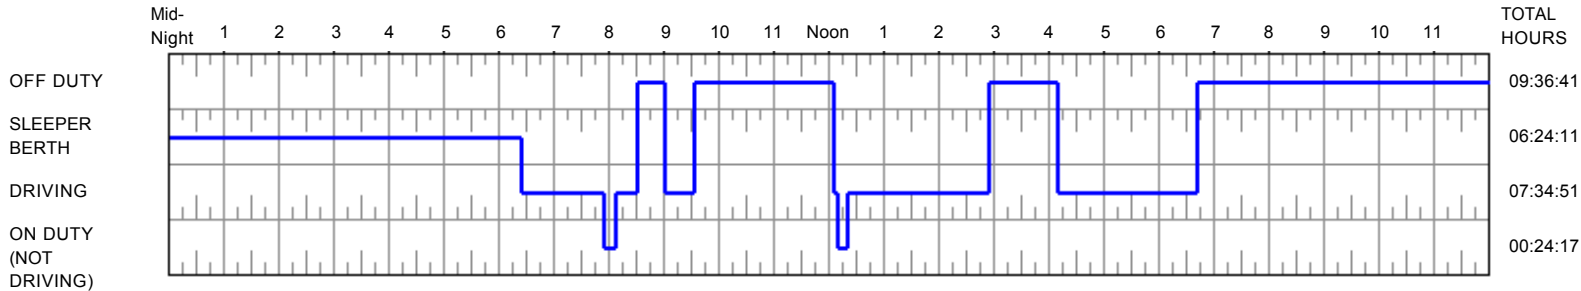 Mid-
Night 1 2 3 4 5 6 7 8 9 10 11 Noon 1 2 3 4 5 6 7 8 9 10 11
TOTAL
HOURS
OFF DUTY 09:36:41
SLEEPER
BERTH 06:24:11
DRIVING 07:34:51
ON DUTY
(NOT
DRIVING) 00:24:17